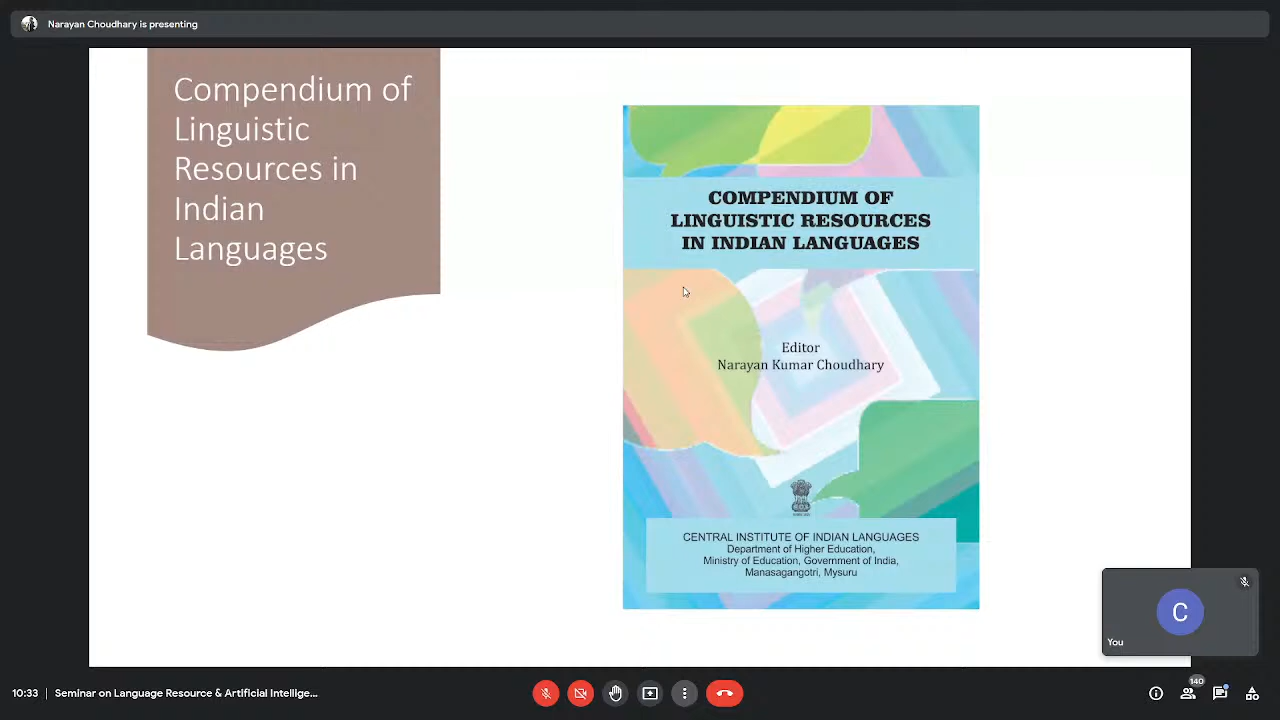 Narayan Choudhary is presenting
Compendium of
Linguistic
Resources in
Indian
Languages
COMPENDIUM OF
LINGUISTIC RESOURCES
IN INDIAN LANGUAGES
Editor
Narayan Kumar Choudhary
CENTRAL INSTITUTE OF INDIAN LANGUAGES
Department of Higher Education,
Ministry of Education, Government of India,
Manasagangotri, Mysuru
C
You
10:33 | Seminar on Language Resource & Artificial Intellige...
140